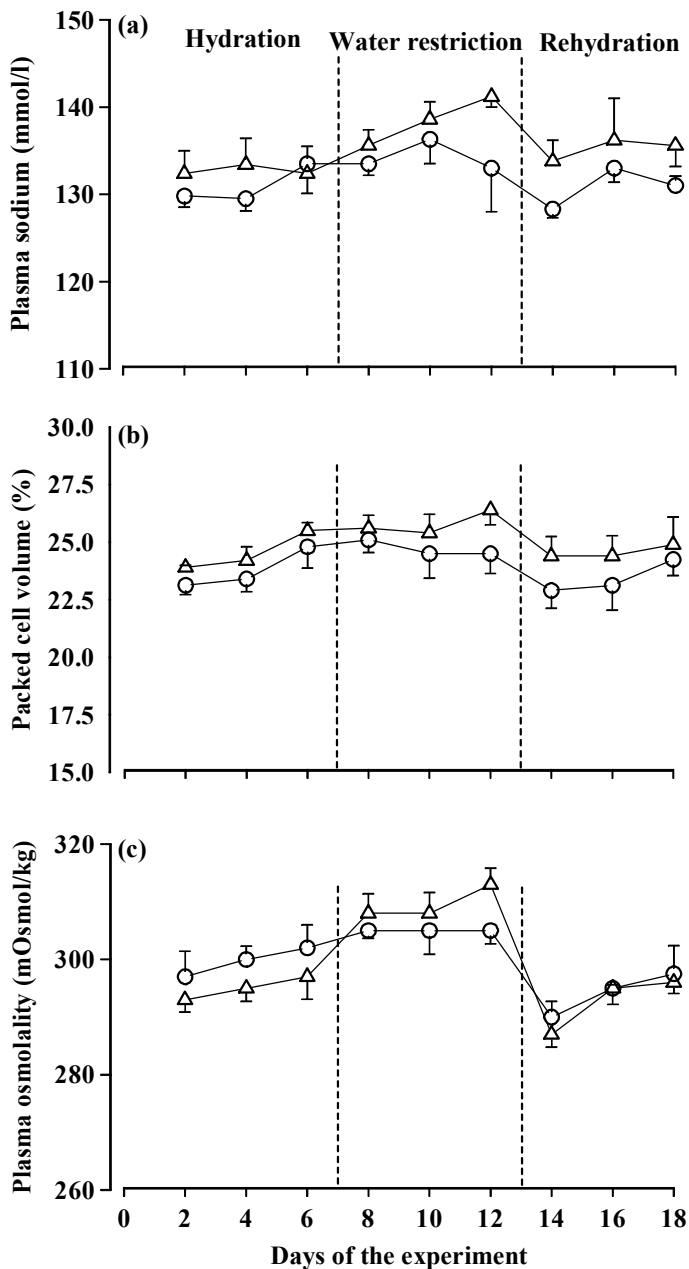 (a)
Hydration
Water restriction
Rehydration
Plasma sodium (mmol/l)
150
140
130
120
110
(b)
Packed cell volume (%)
30.0
27.5
25.0
22.5
20.0
17.5
15.0
(c)
Plasma osmolality (mOsmol/kg)
320
300
280
260
0 2 4 6 8 10 12 14 16 18
Days of the experiment